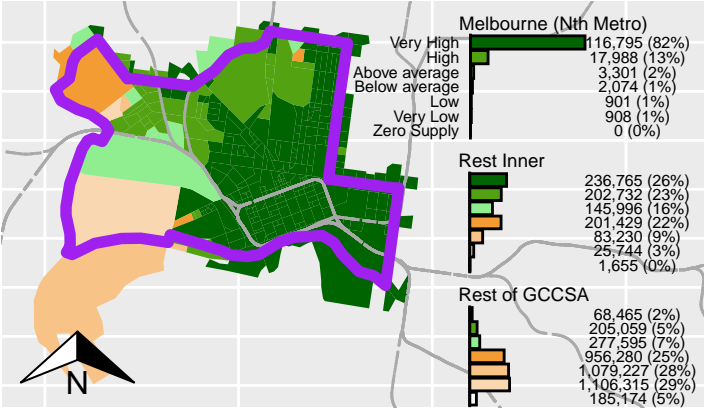 Melbourne (Nth Metro)
Very High 116,795 (82%)
High 17,988 (13%)
Above average 3,301 (2%)
Below average 2,074 (1%)
Low 901 (1%)
Very Low 908 (1%)
Zero Supply 0 (0%)
Rest Inner
236,765 (26%)
202,732 (23%)
145,996 (16%)
201,429 (22%)
83,230 (9%)
25,744 (3%)
1,655 (0%)
Rest of GCCSA
68,465 (2%)
205,059 (5%)
277,595 (7%)
956,280 (25%)
1,079,227 (28%)
1,106,315 (29%)
185,174 (5%)
N